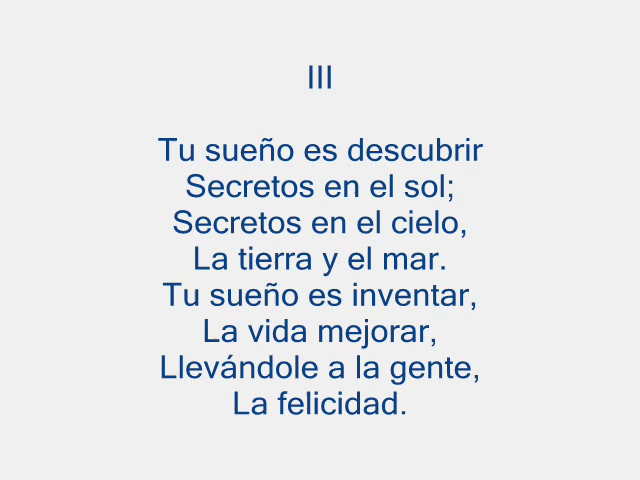 III
Tu sueño es descubrir
Secretos en el sol;
Secretos en el cielo,
La tierra y el mar.
Tu sueño es inventar,
La vida mejorar,
Llevándole a la gente,
La felicidad.